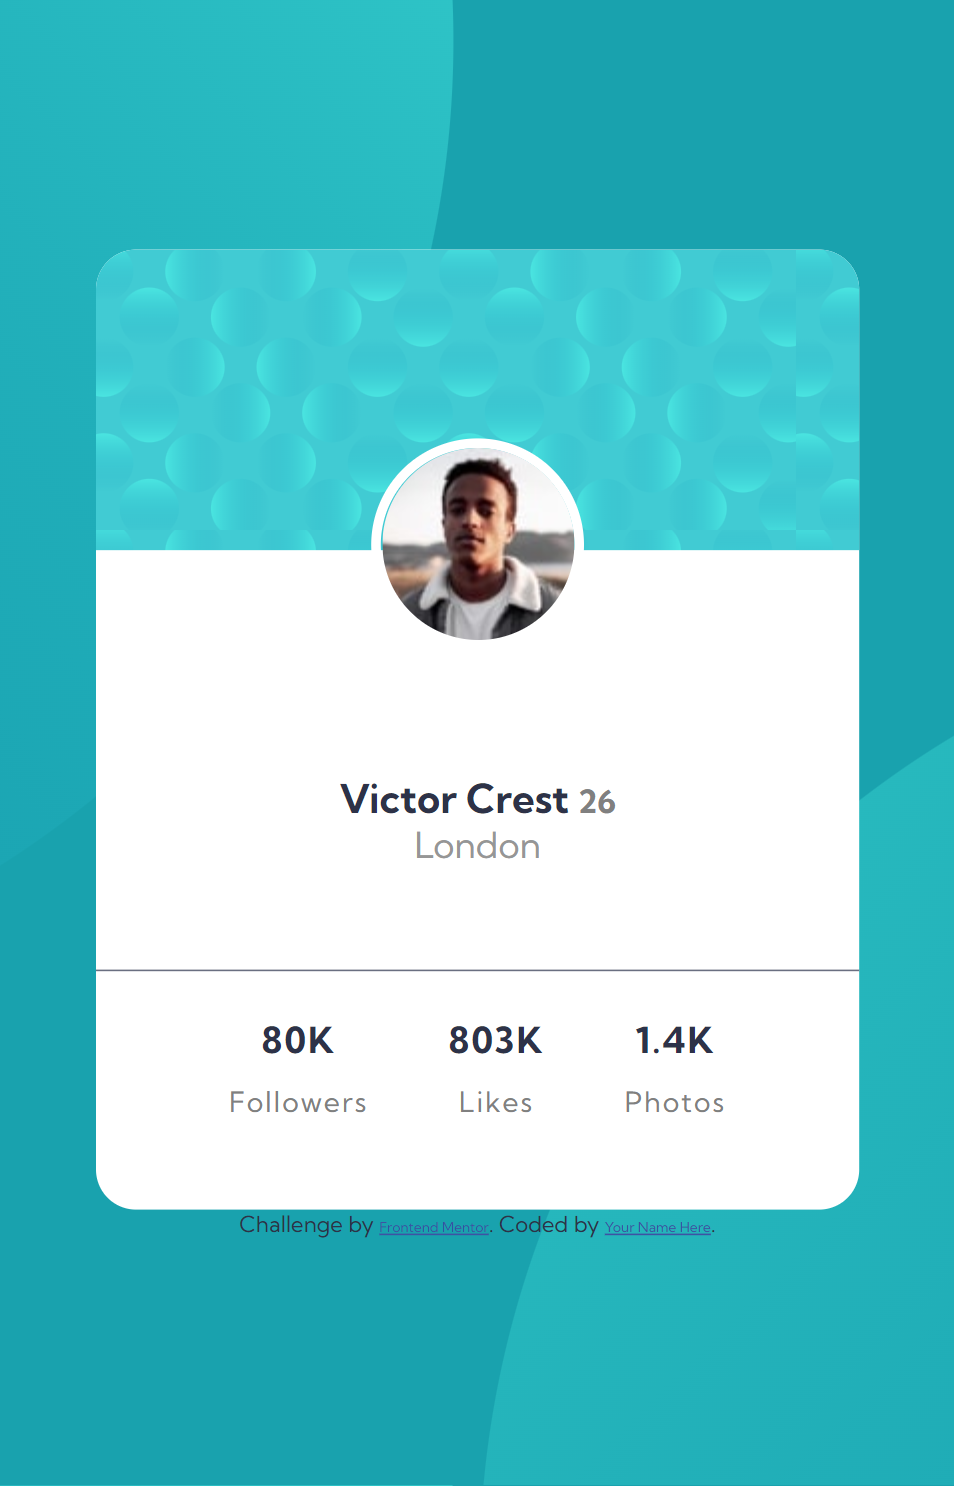 Victor Crest 26
London
80K 803K 1.4K
Followers Likes Photos
Challenge by Frontend Mentor. Coded by Your Name Here.